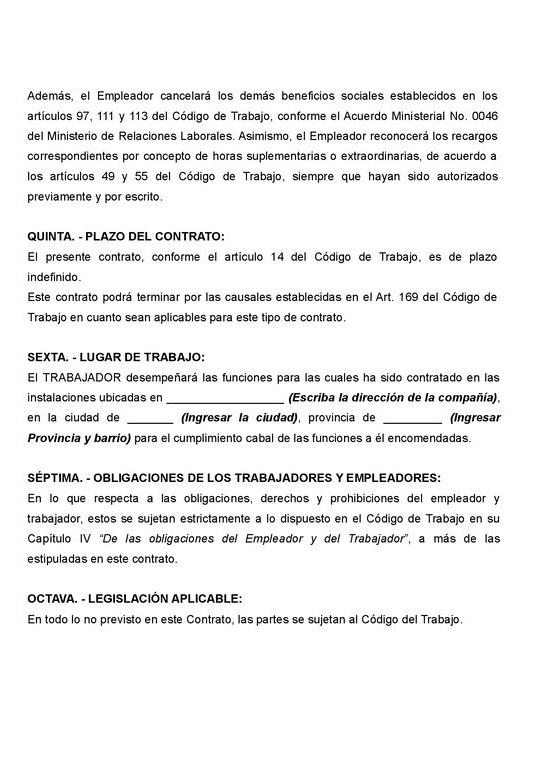 Además, el Empleador cancelará los demás beneficios sociales establecidos en los
artículos 97, 111 y 113 del Código de Trabajo, conforme el Acuerdo Ministerial No. 0046
del Ministerio de Relaciones Laborales. Asimismo, el Empleador reconocerá los recargos
correspondientes por concepto de horas suplementarias o extraordinarias, de acuerdo a
los artículos 49 y 55 del Código de Trabajo, siempre que hayan sido autorizados
previamente y por escrito.
QUINTA. - PLAZO DEL CONTRATO:
El presente contrato, conforme el artículo 14 del Código de Trabajo, es de plazo
indefinido.
Este contrato podrá terminar por las causales establecidas en el Art. 169 del Código de
Trabajo en cuanto sean aplicables para este tipo de contrato.
SEXTA. - LUGAR DE TRABAJO:
El TRABAJADOR desempeñará las funciones para las cuales ha sido contratado en las
instalaciones ubicadas en __________________ (Escriba la dirección de la compañía),
en la ciudad de _______ (Ingresar la ciudad), provincia de _________ (Ingresar
Provincia y barrio) para el cumplimiento cabal de las funciones a él encomendadas.
SÉPTIMA. - OBLIGACIONES DE LOS TRABAJADORES Y EMPLEADORES:
En lo que respecta a las obligaciones, derechos y prohibiciones del empleador y
trabajador, estos se sujetan estrictamente a lo dispuesto en el Código de Trabajo en su
Capítulo IV “De las obligaciones del Empleador y del Trabajador”, a más de las
estipuladas en este contrato.
OCTAVA. - LEGISLACIÓN APLICABLE:
En todo lo no previsto en este Contrato, las partes se sujetan al Código del Trabajo.